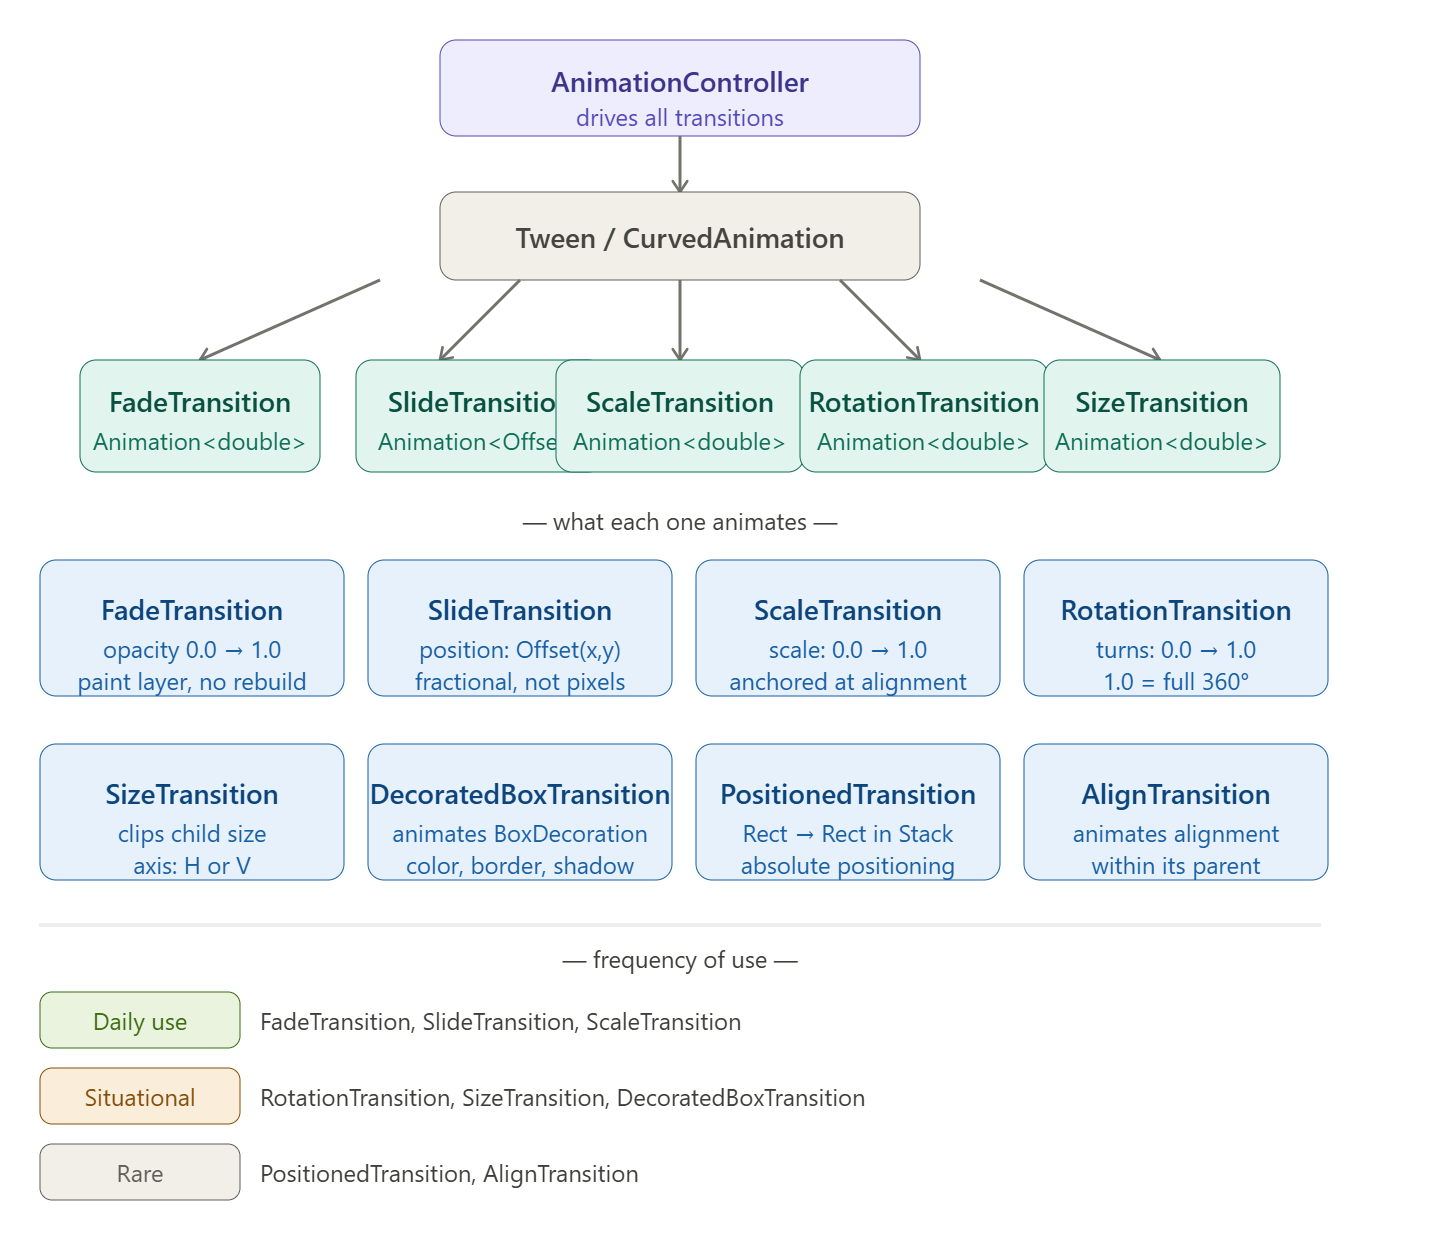 AnimationController
drives all transitions
Tween / CurvedAnimation
FadeTransition
Animation<double>
SlideTransitio
Animation<Offse
ScaleTransition
Animation<double>
RotationTransition
Animation<double>
SizeTransition
Animation<double>
— what each one animates —
FadeTransition
opacity 0.0 → 1.0
paint layer, no rebuild
SlideTransition
position: Offset(x,y)
fractional, not pixels
ScaleTransition
scale: 0.0 → 1.0
anchored at alignment
RotationTransition
turns: 0.0 → 1.0
1.0 = full 360°
SizeTransition
clips child size
axis: H or V
DecoratedBoxTransition
animates BoxDecoration
color, border, shadow
PositionedTransition
Rect → Rect in Stack
absolute positioning
AlignTransition
animates alignment
within its parent
— frequency of use —
Daily use
FadeTransition, SlideTransition, ScaleTransition
Situational
RotationTransition, SizeTransition, DecoratedBoxTransition
Rare
PositionedTransition, AlignTransition